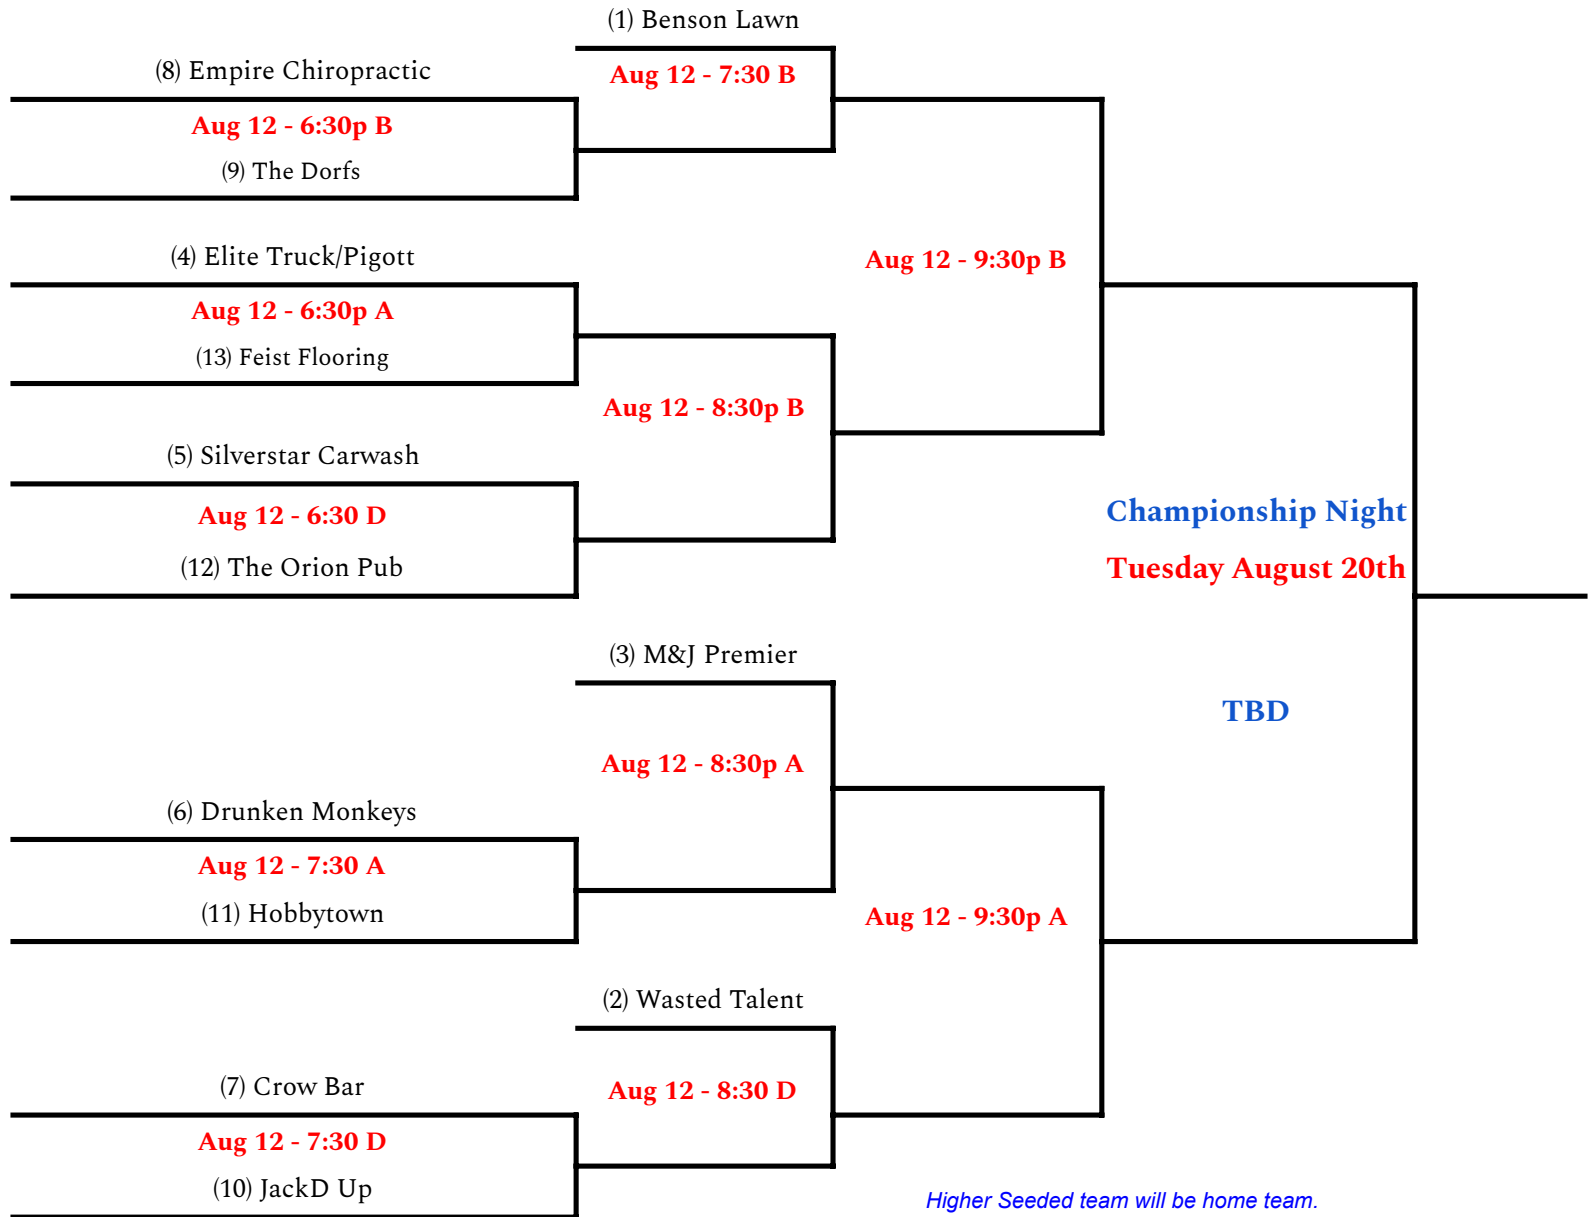 (1) Benson Lawn
(8) Empire Chiropractic
Aug 12 - 7:30 B
Aug 12 - 6:30p B
(9) The Dorfs
(4) Elite Truck/Pigott
Aug 12 - 9:30p B
Aug 12 - 6:30p A
(13) Feist Flooring
Aug 12 - 8:30p B
(5) Silverstar Carwash
Aug 12 - 6:30 D
Championship Night
(12) The Orion Pub
Tuesday August 20th
(3) M&J Premier
TBD
Aug 12 - 8:30p A
(6) Drunken Monkeys
Aug 12 - 7:30 A
(11) Hobbytown
Aug 12 - 9:30p A
(2) Wasted Talent
(7) Crow Bar
Aug 12 - 8:30 D
Aug 12 - 7:30 D
(10) JackD Up
Higher Seeded team will be home team.